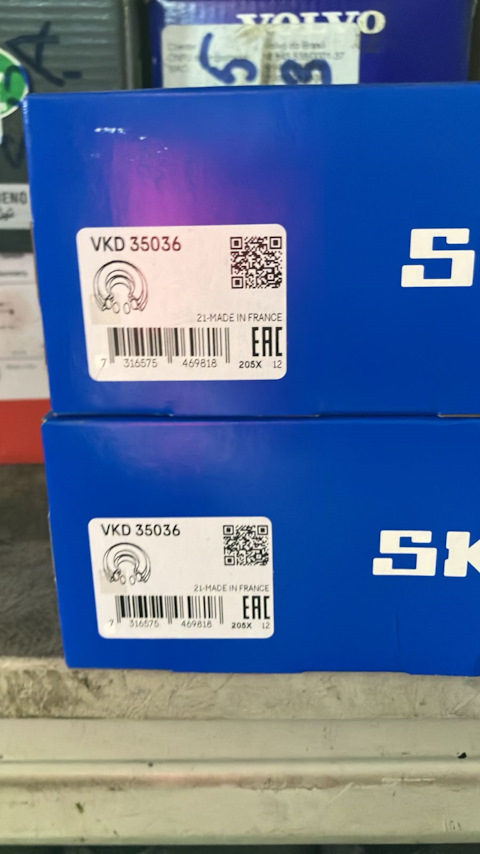 VOLVO
VKD 35036
21-MADE IN FRANCE
EAC
7 316575 469818
205X 12
S
VKD 35036
21-MADE IN FRANCE
EAC
7 316575 469818
205X 12
SK